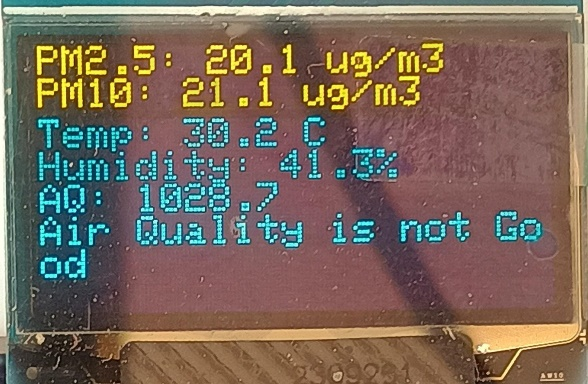 PM2.5: 20.1 ug/m3
PM10: 21.1 ug/m3
Temp: 30.2 C
Humidity: 41.3%
AQ: 1028.7
Air Quality is not Go
od